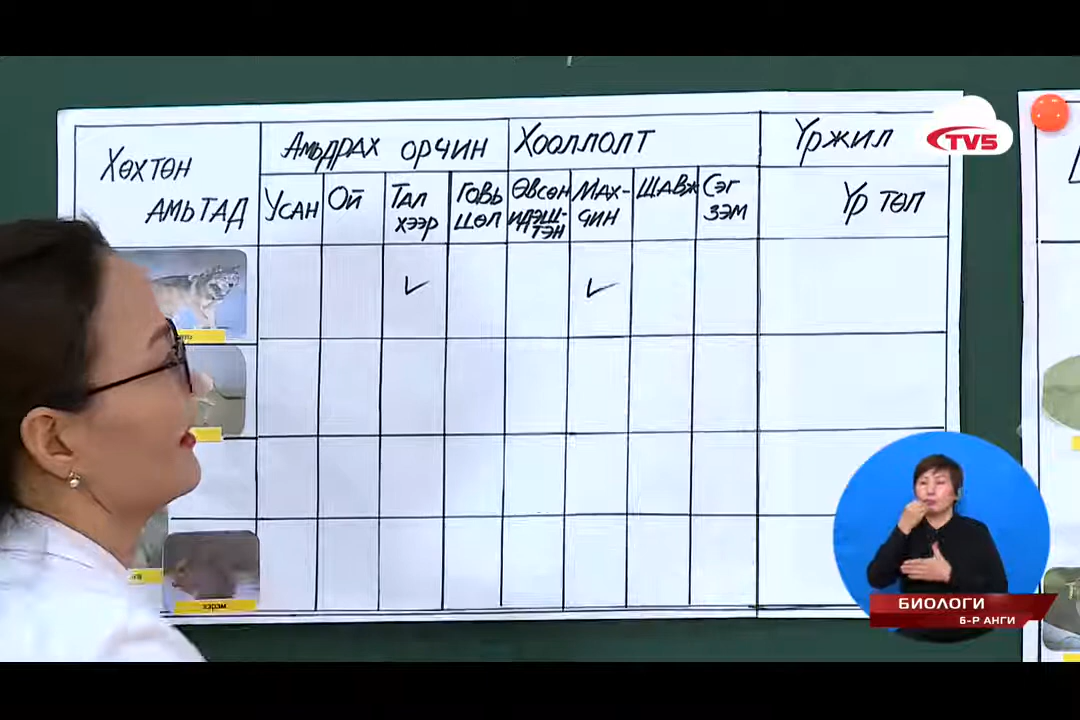 Хөхтөн
амьтад
Амьдрах орчин
Хооллолт
Үржил
Усан
Ой
Тал
хээр
Говь
цөл
Өвсөн
идэш-
тэн
Мах-
чин
Шавж
Сэг
зэм
Үр төл
хэрэм
TV5
БИОЛОГИ
6-Р АНГИ